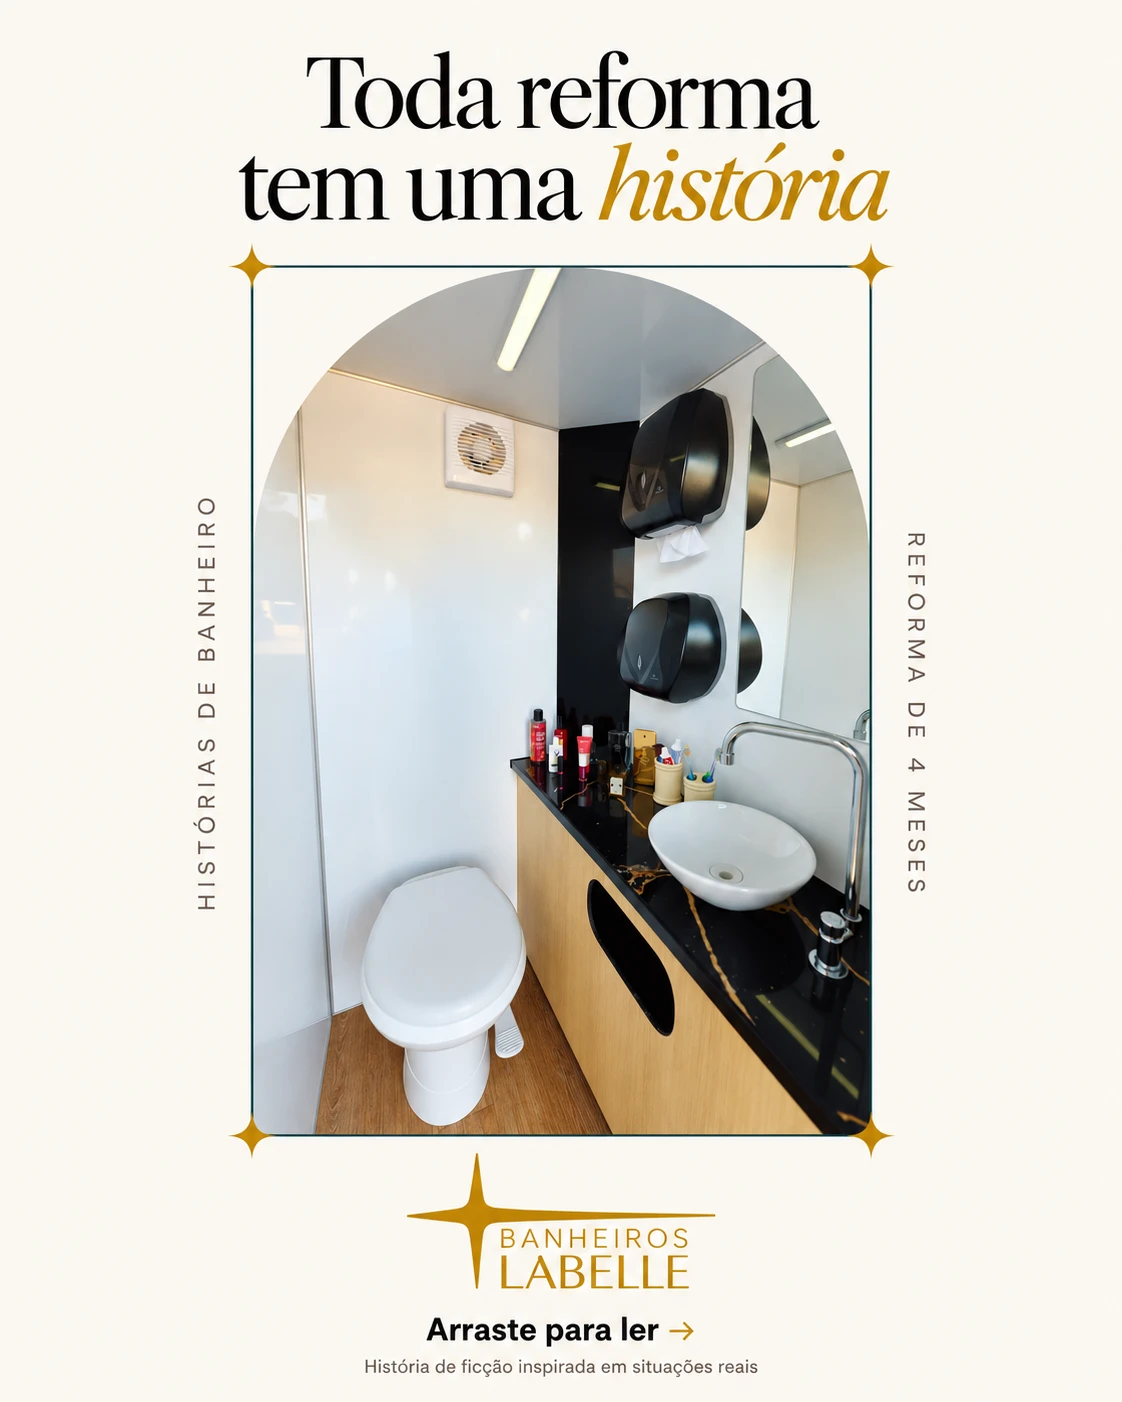 Toda reforma
tem uma história
HISTÓRIAS DE BANHEIRO
REFORMA DE 4 MESES
BANHEIROS
LABELLE
Arraste para ler →
História de ficção inspirada em situações reais